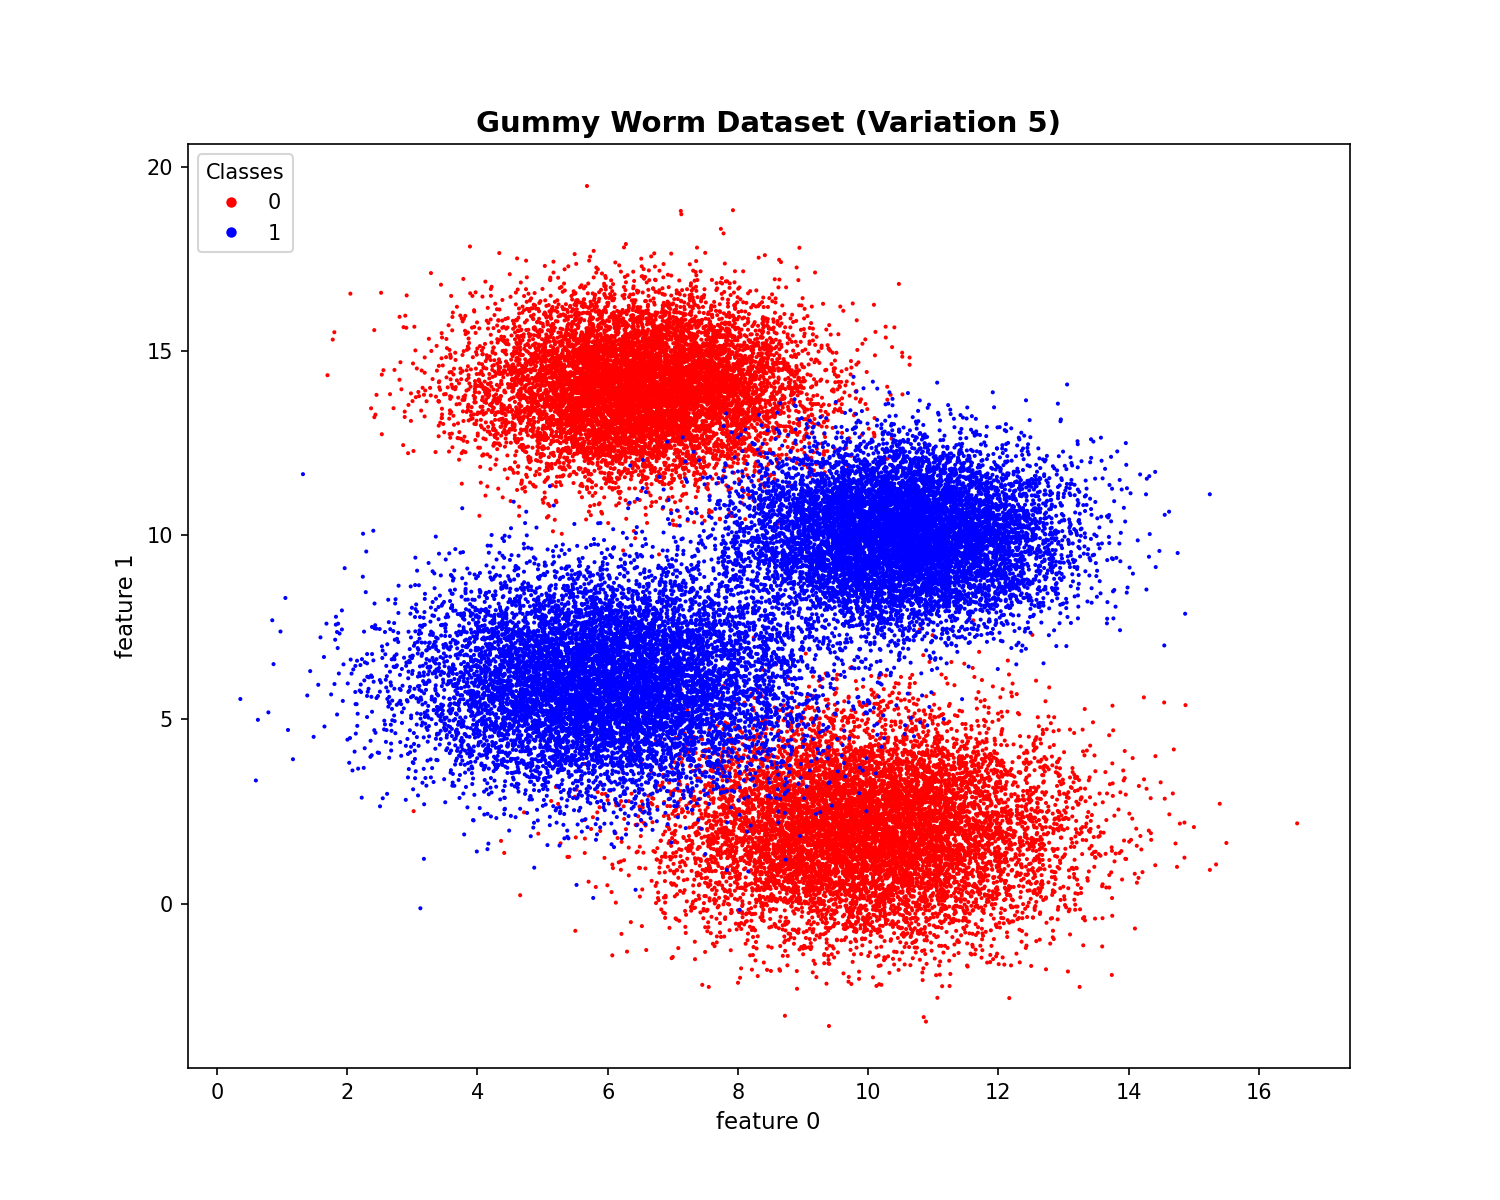 Gummy Worm Dataset (Variation 5)
Classes
0
1
20
15
10
5
0
feature 1
0 2 4 6 8 10 12 14 16
feature 0